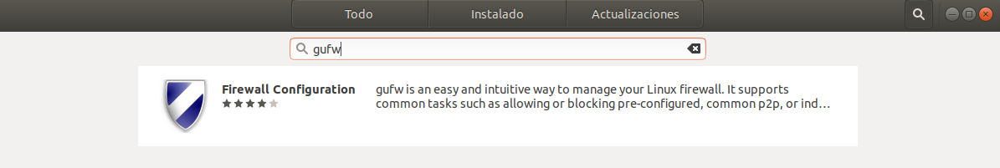 Todo Instalado Actualizaciones
gufw
Firewall Configuration
gufw is an easy and intuitive way to manage your Linux firewall. It supports
common tasks such as allowing or blocking pre-configured, common p2p, or ind…